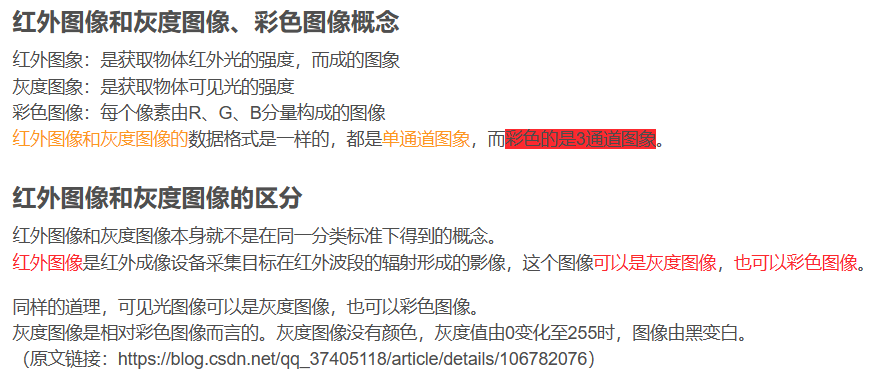 红外图像和灰度图像、彩色图像概念
红外图象：是获取物体红外光的强度，而成的图象
灰度图象：是获取物体可见光的强度
彩色图像：每个像素由R、G、B分量构成的图像
红外图像和灰度图像的数据格式是一样的，都是单通道图象，而彩色的是3通道图象。
红外图像和灰度图像的区分
红外图像和灰度图像本身就不是在同一分类标准下得到的概念。
红外图像是红外成像设备采集目标在红外波段的辐射形成的影像，这个图像可以是灰度图像，也可以彩色图像。
同样的道理，可见光图像可以是灰度图像，也可以彩色图像。
灰度图像是相对彩色图像而言的。灰度图像没有颜色，灰度值由0变化至255时，图像由黑变白。
（原文链接：https://blog.csdn.net/qq_37405118/article/details/106782076）